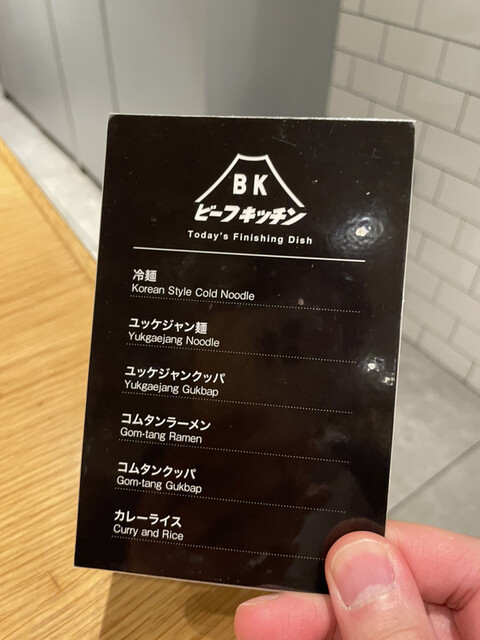 BK
ビーフキッチン
Today's Finishing Dish
冷麺
Korean Style Cold Noodle
ユッケジャン麺
Yukgaejang Noodle
ユッケジャンクッパ
Yukgaejang Gukbap
コムタンラーメン
Gom-tang Ramen
コムタンクッパ
Gom-tang Gukbap
カレーライス
Curry and Rice